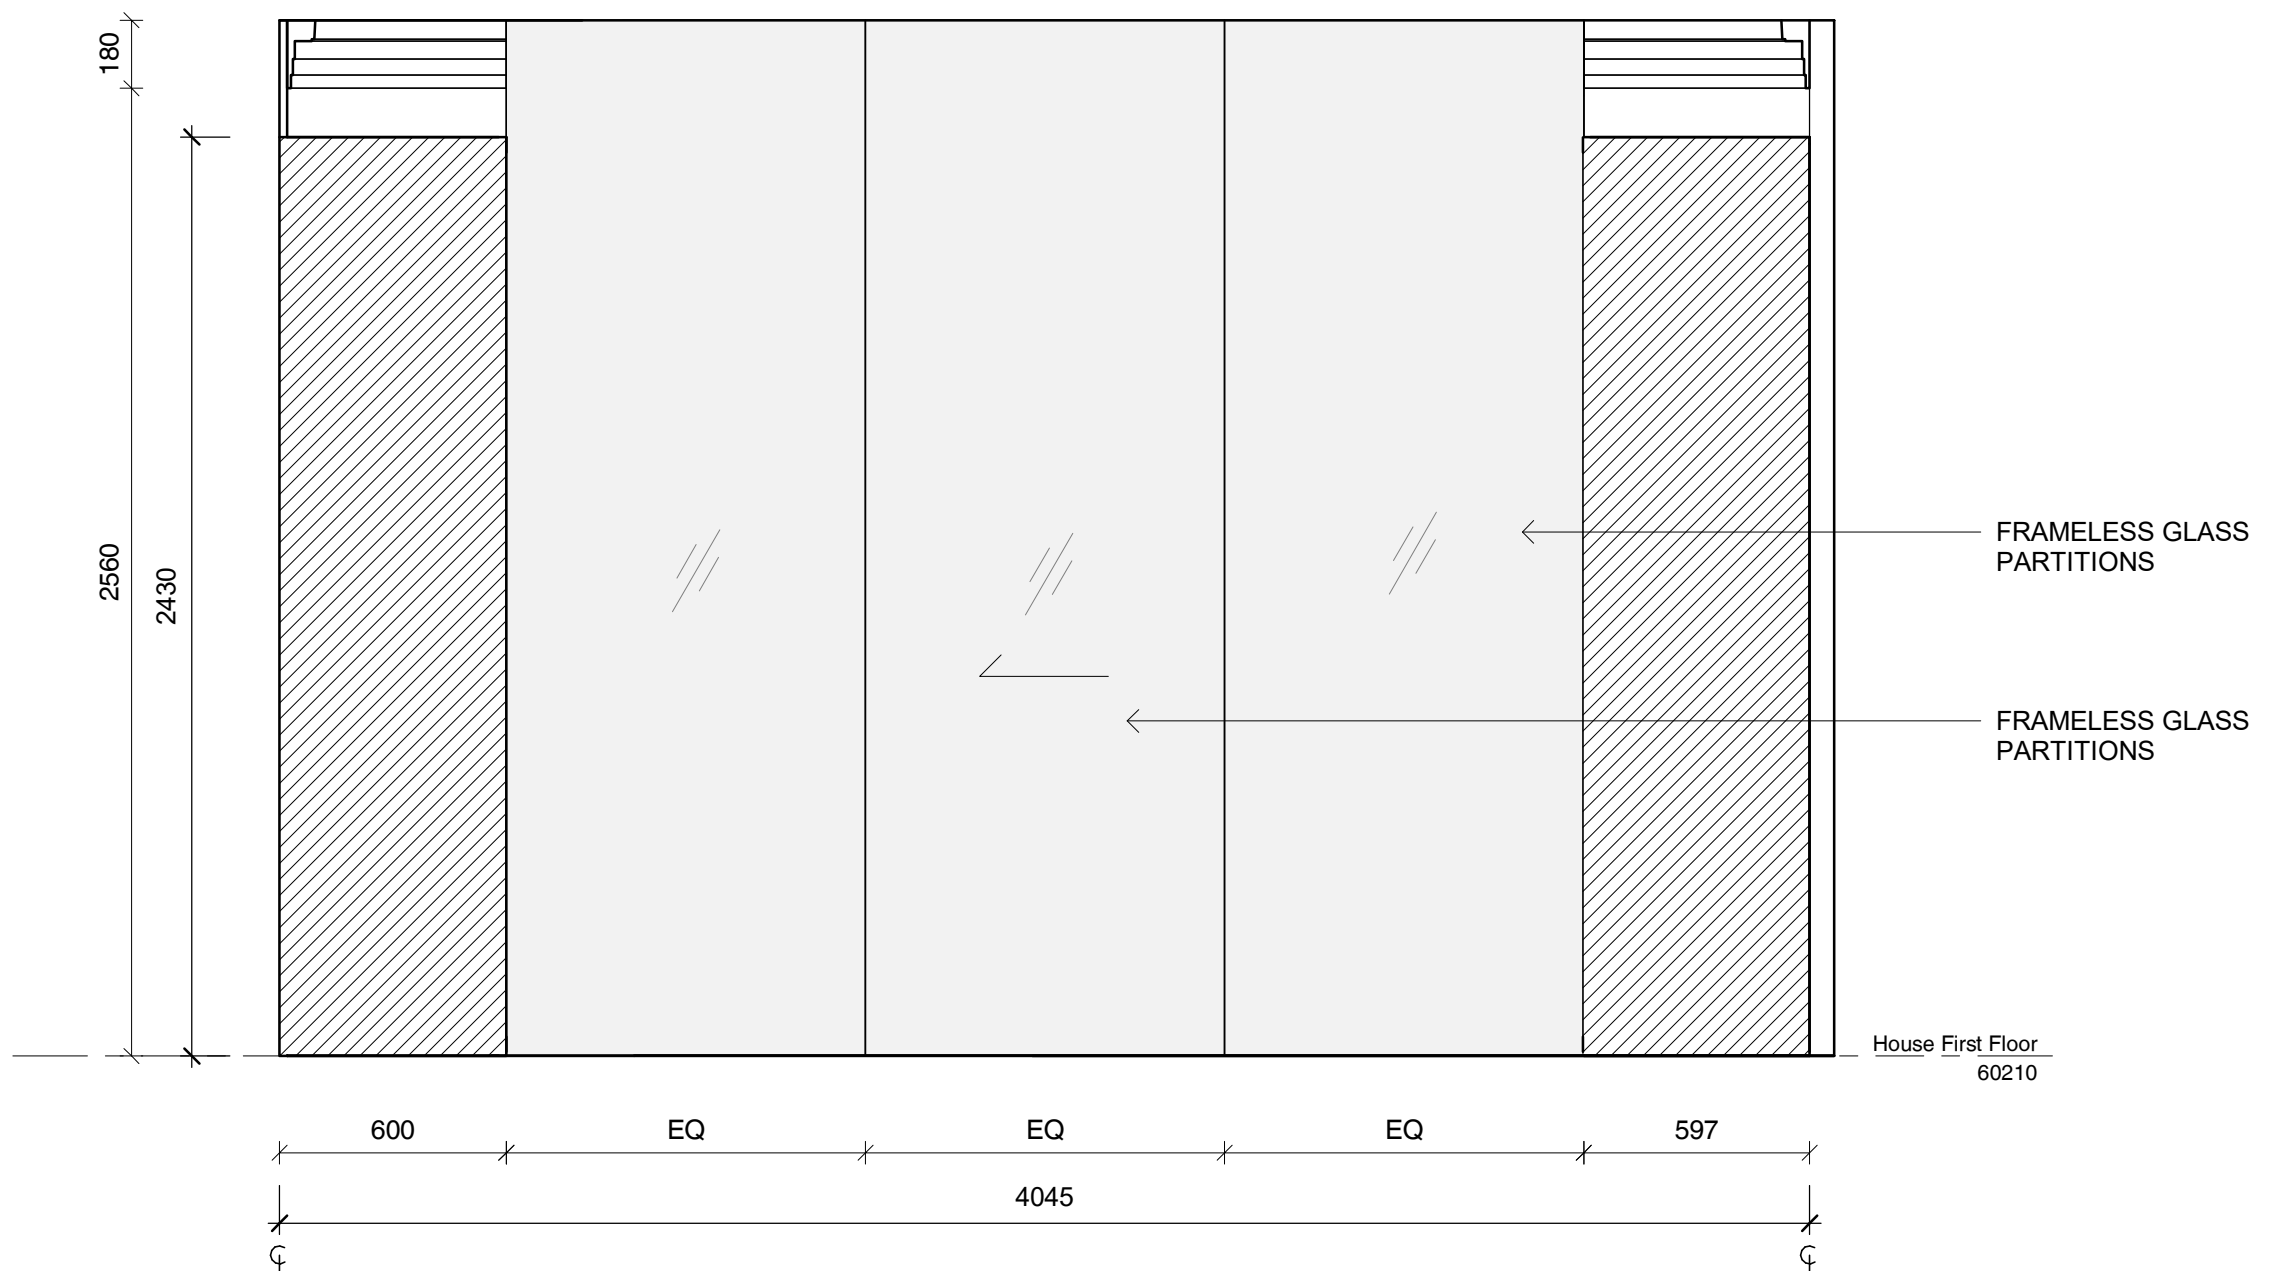 180
2560
2430
FRAMELESS GLASS
PARTITIONS
FRAMELESS GLASS
PARTITIONS
House First Floor
60210
600 EQ EQ EQ 597
4045
℄ ℄